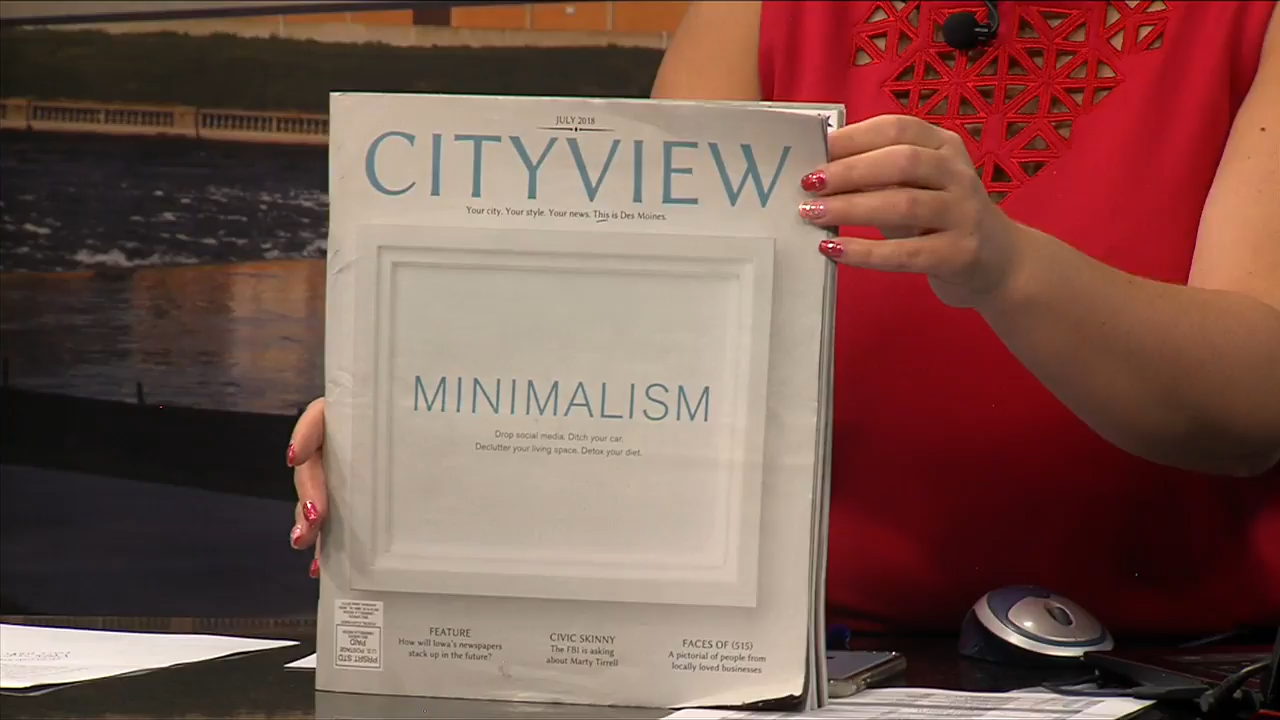 JULY 2018
CITYVIEW
Your city. Your style. Your news. This is Des Moines.
MINIMALISM
Drop social media. Ditch your car.
Declutter your living space. Detox your diet.
PRSRT STD
U.S. POSTAGE
PAID
FEATURE
How will Iowa's newspapers
stack up in the future?
CIVIC SKINNY
The FBI is asking
about Marty Tirrell
FACES OF (515)
A pictorial of people from
locally loved businesses